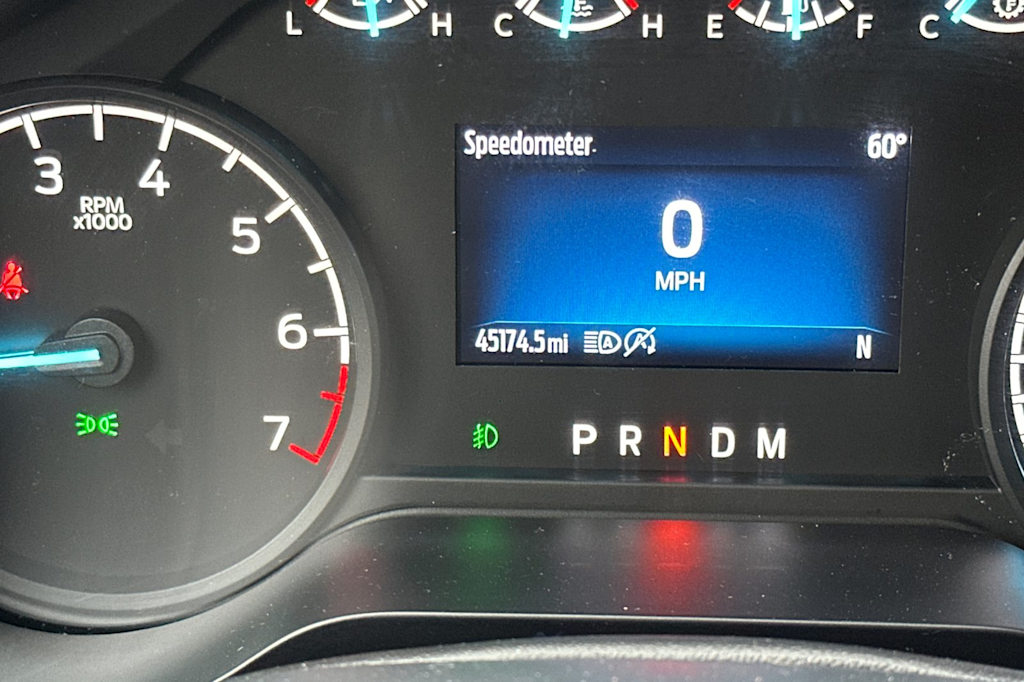 L H C H E F C
Speedometer 60°
3 4 5 6 7
RPM
x1000
0
MPH
45174.5mi A A N
P R N D M